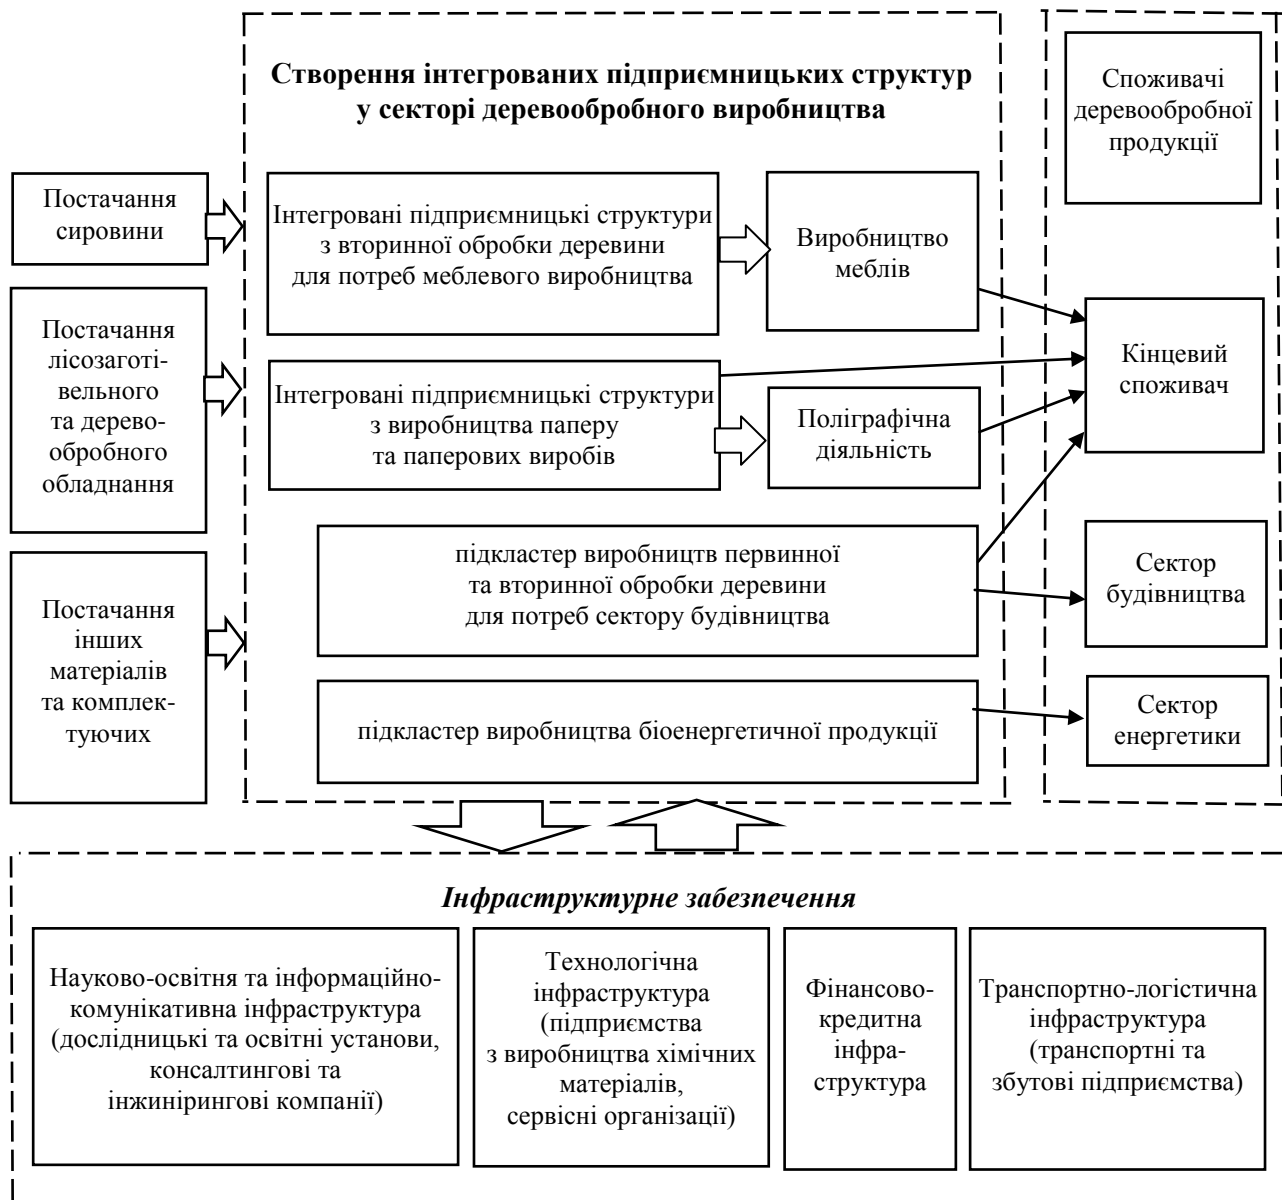 Створення інтегрованих підприємницьких структур
у секторі деревообробного виробництва
Споживачі
деревообробної
продукції
Постачання
сировини
Інтегровані підприємницькі структури
з вторинної обробки деревини
для потреб меблевого виробництва
Виробництво
меблів
Постачання
лісозаготі-
вельного
та дерево-
обробного
обладнання
Інтегровані підприємницькі структури
з виробництва паперу
та паперових виробів
Поліграфічна
діяльність
Кінцевий
споживач
Постачання
інших
матеріалів
та комплек-
туючих
підкластер виробництв первинної
та вторинної обробки деревини
для потреб сектору будівництва
Сектор
будівництва
підкластер виробництва біоенергетичної продукції
Сектор
енергетики
Інфраструктурне забезпечення
Науково-освітня та інформаційно-
комунікативна інфраструктура
(дослідницькі та освітні установи,
консалтингові та
інжинірингові компанії)
Технологічна
інфраструктура
(підприємства
з виробництва хімічних
матеріалів,
сервісні організації)
Фінансово-
кредитна
інфра-
структура
Транспортно-логістична
інфраструктура
(транспортні та
збутові підприємства)